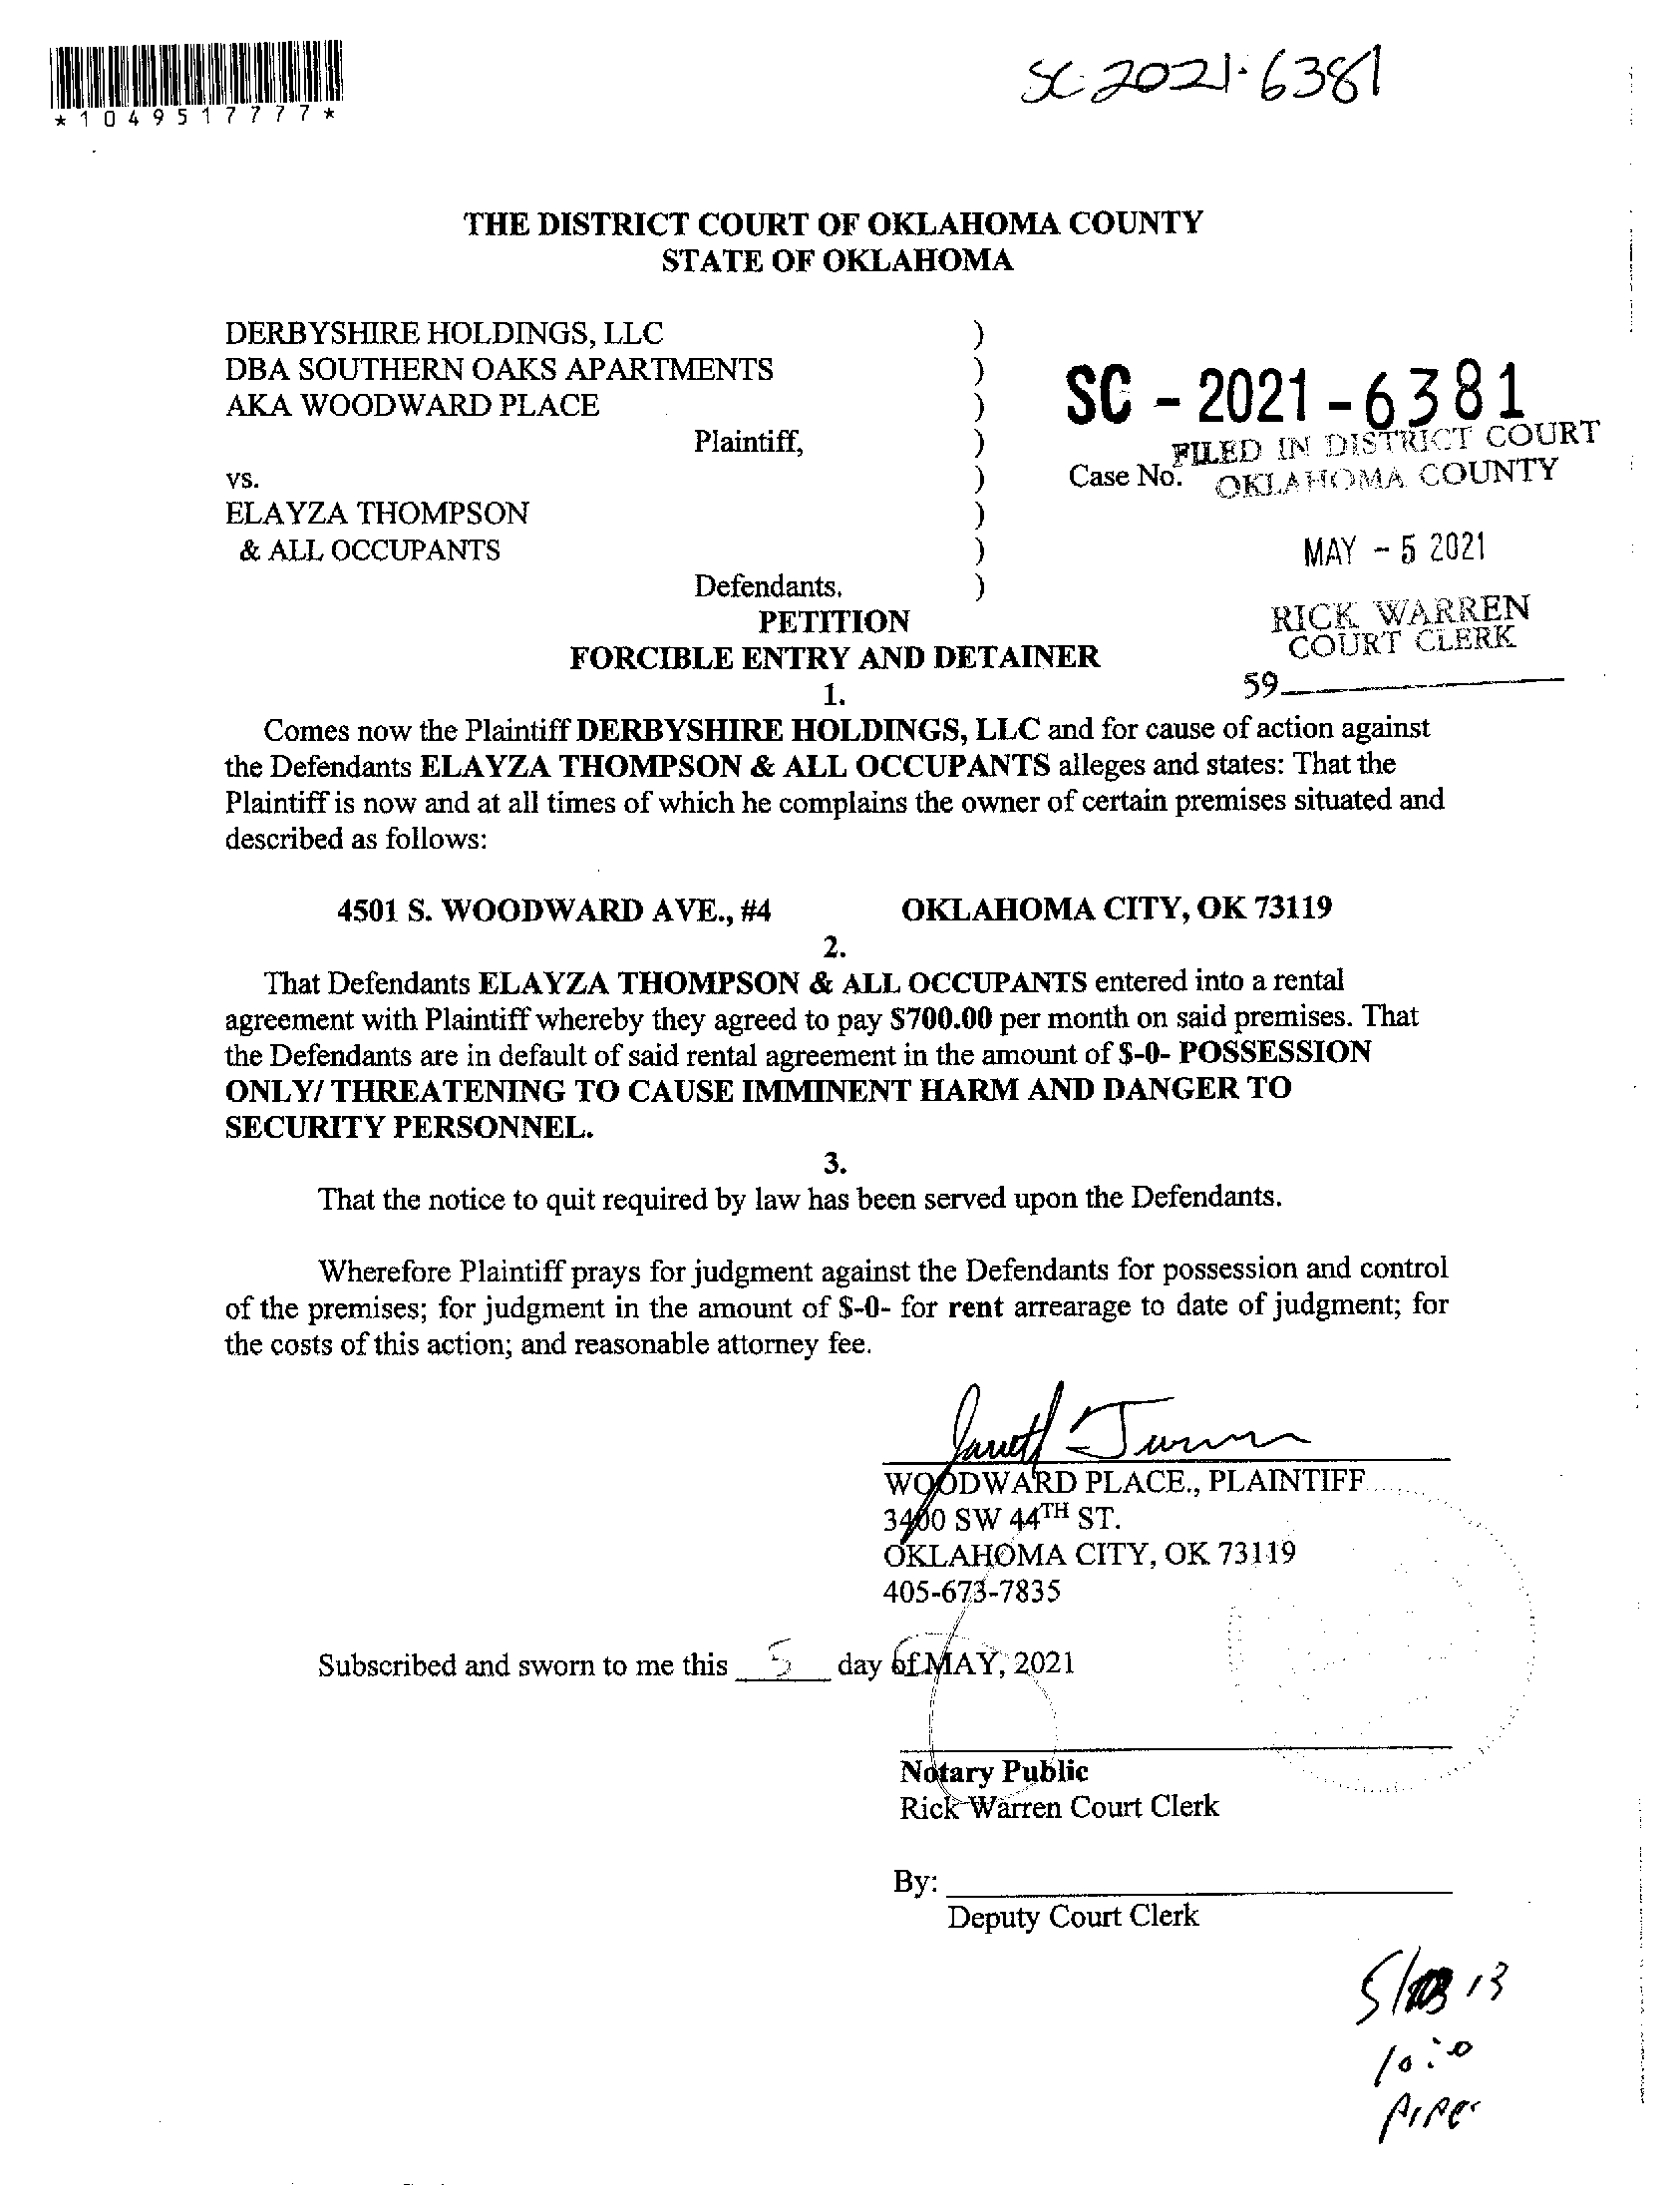 *1049517777*
SC-2021-6381
THE DISTRICT COURT OF OKLAHOMA COUNTY
STATE OF OKLAHOMA
DERBYSHIRE HOLDINGS, LLC )
DBA SOUTHERN OAKS APARTMENTS )
AKA WOODWARD PLACE )
SC - 2021 - 6381
Plaintiff, )
FILED IN DISTRICT COURT
OKLAHOMA COUNTY
vs. ) Case No.
ELAYZA THOMPSON )
& ALL OCCUPANTS )
MAY - 5 2021
Defendants. )
PETITION
RICK WARREN
COURT CLERK
FORCIBLE ENTRY AND DETAINER
59
1.
Comes now the Plaintiff DERBYSHIRE HOLDINGS, LLC and for cause of action against
the Defendants ELAYZA THOMPSON & ALL OCCUPANTS alleges and states: That the
Plaintiff is now and at all times of which he complains the owner of certain premises situated and
described as follows:
4501 S. WOODWARD AVE., #4 OKLAHOMA CITY, OK 73119
2.
That Defendants ELAYZA THOMPSON & ALL OCCUPANTS entered into a rental
agreement with Plaintiff whereby they agreed to pay $700.00 per month on said premises. That
the Defendants are in default of said rental agreement in the amount of $-0- POSSESSION
ONLY/ THREATENING TO CAUSE IMMINENT HARM AND DANGER TO
SECURITY PERSONNEL.
3.
That the notice to quit required by law has been served upon the Defendants.
Wherefore Plaintiff prays for judgment against the Defendants for possession and control
of the premises; for judgment in the amount of $-0- for rent arrearage to date of judgment; for
the costs of this action; and reasonable attorney fee.
WOODWARD PLACE., PLAINTIFF
3400 SW 44TH ST.
OKLAHOMA CITY, OK 73119
405-673-7835
Subscribed and sworn to me this 5 day of MAY, 2021
Notary Public
Rick Warren Court Clerk
By:
Deputy Court Clerk
5/ 13